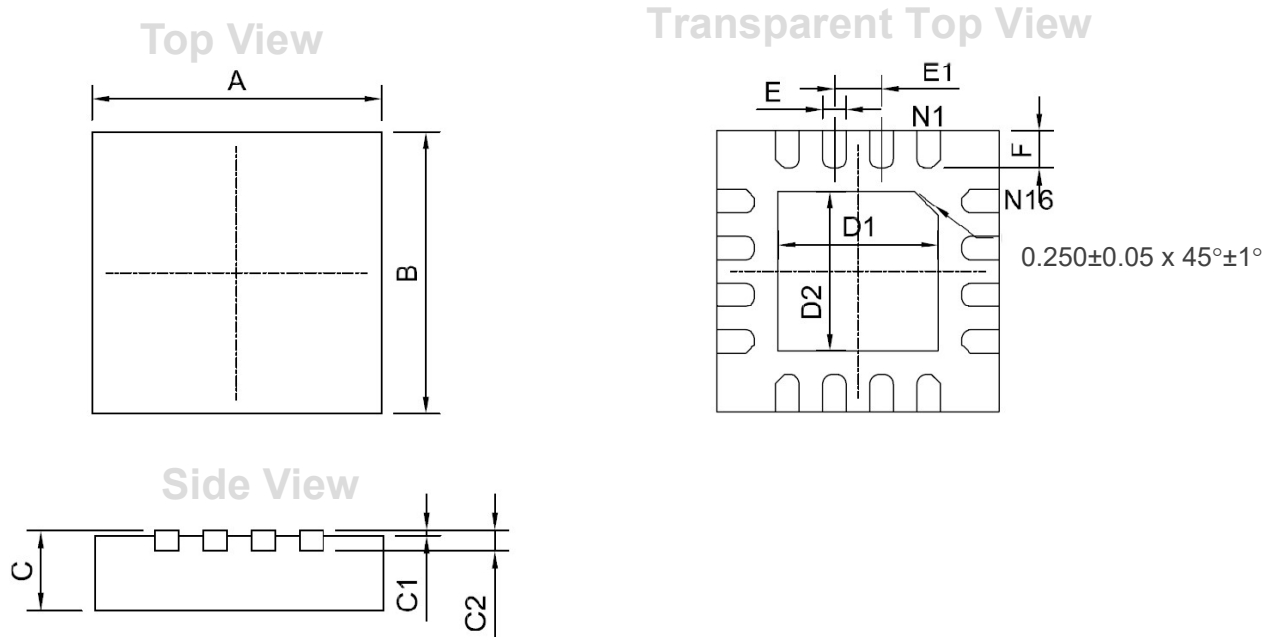 Top View
A
B
Transparent Top View
E1
E
N1
F
N16
D1
D2
0.250±0.05 x 45°±1°
Side View
C
C1
C2